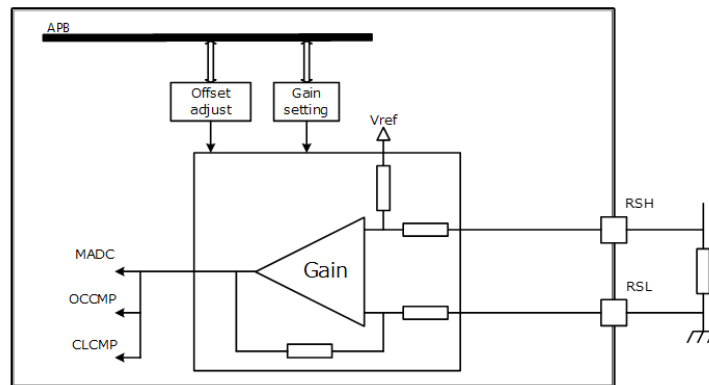 APB
Offset
adjust
Gain
setting
Vref
RSH
MADC
Gain
OCCMP
RSL
CLCMP